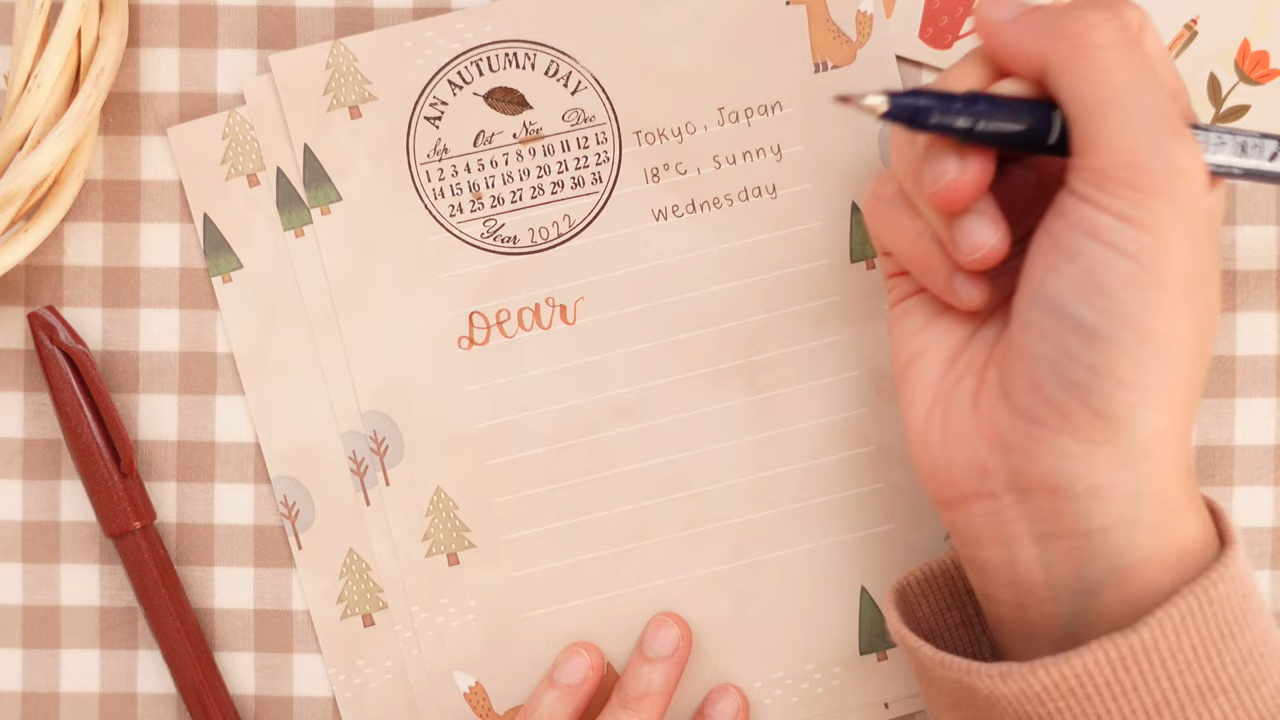 AN AUTUMN DAY
Sep Oct Nov Dec
1 2 3 4 5 6 7 8 9 10 11 12 13
14 15 16 17 18 19 20 21 22 23
24 25 26 27 28 29 30 31
Year 2022
Tokyo, Japan
18°C, sunny
wednesday
Dear